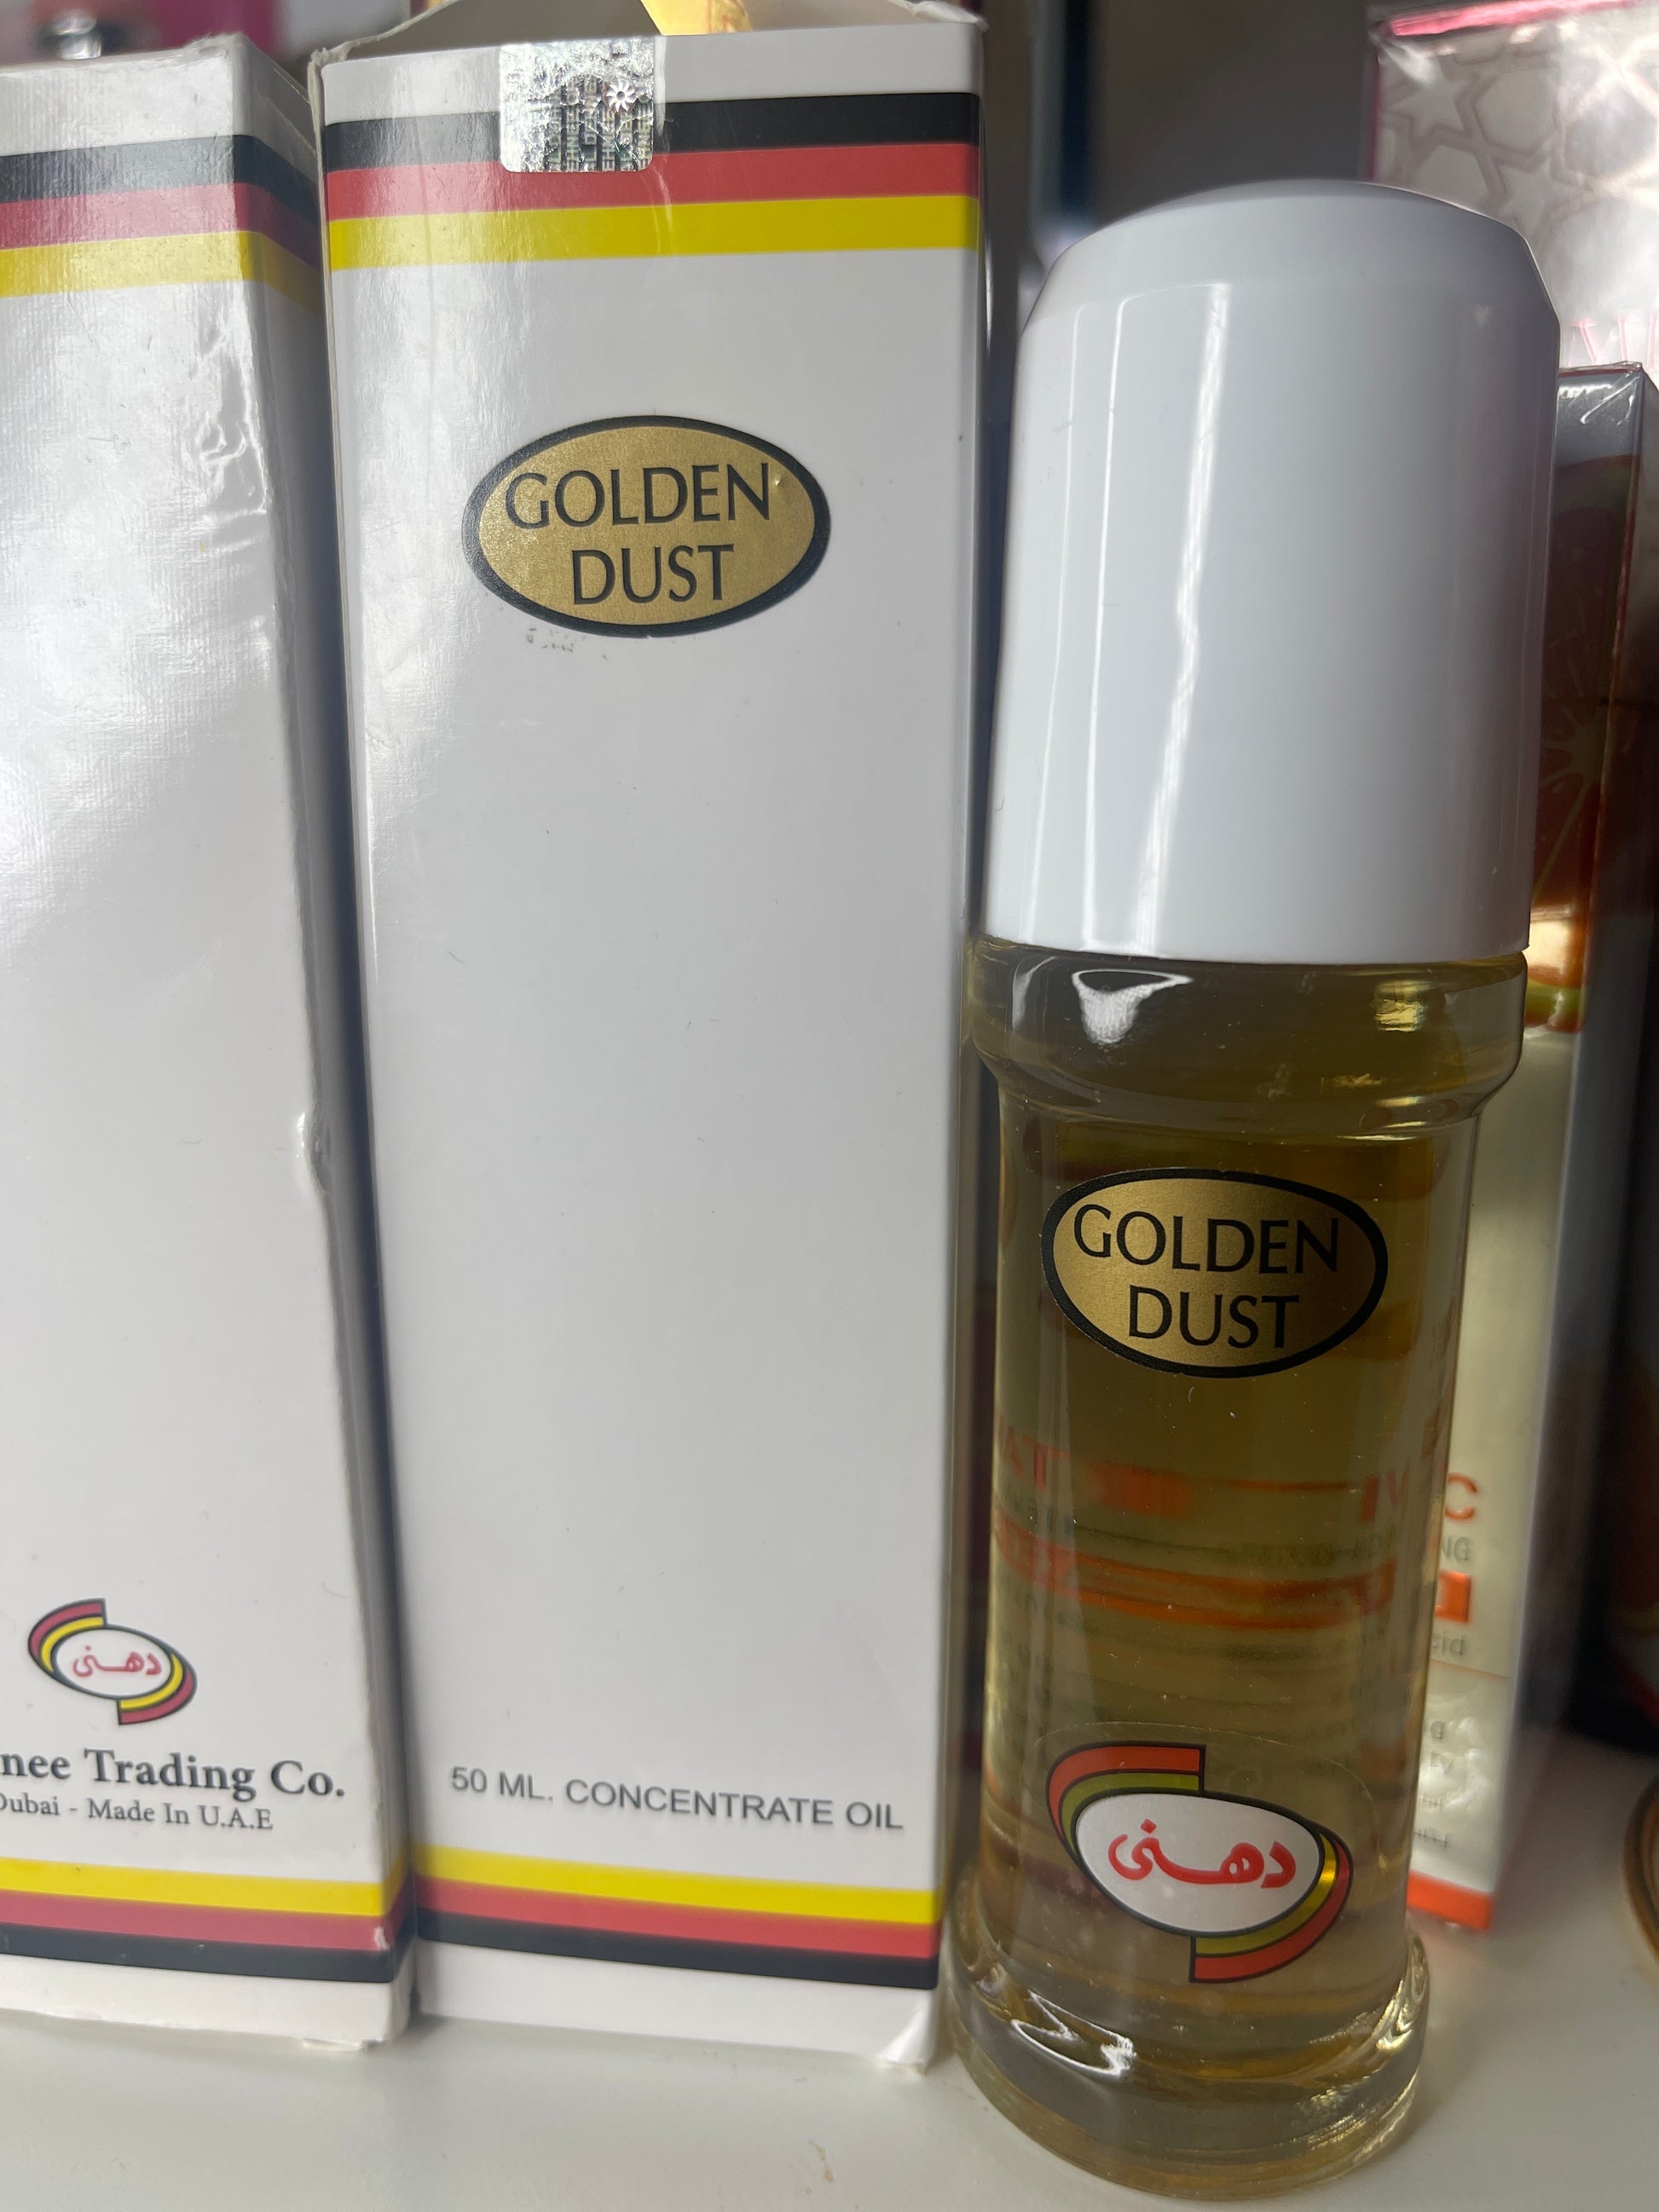 دهنى
nee Trading Co.
Dubai - Made In U.A.E
GOLDEN
DUST
50 ML. CONCENTRATE OIL
GOLDEN
DUST
دهنى